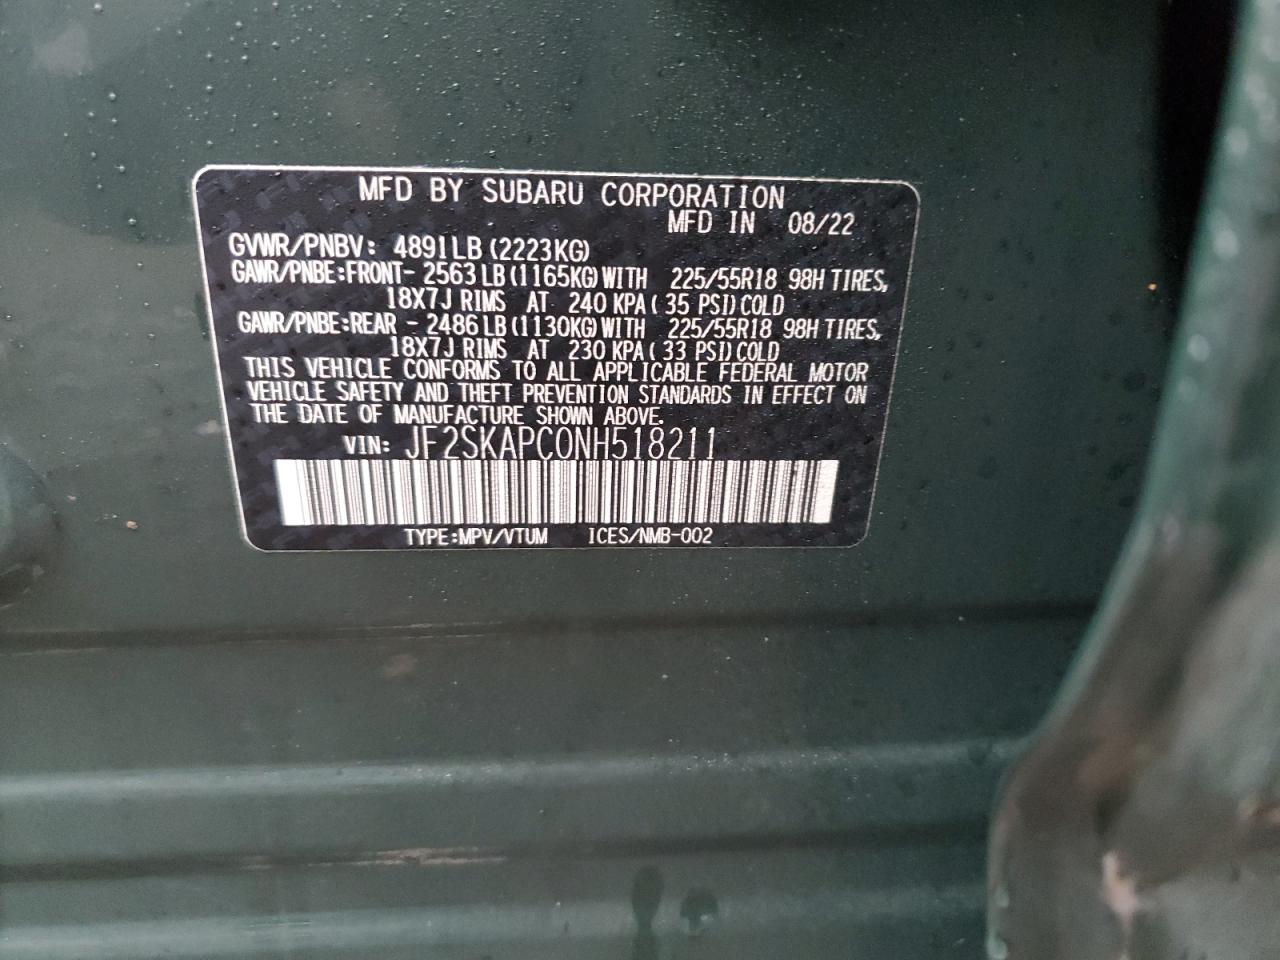 MFD BY SUBARU CORPORATION
MFD IN 08/22
GVWR/PNBV: 4891LB (2223KG)
GAWR/PNBE:FRONT- 2563LB (1165KG) WITH 225/55R18 98H TIRES,
18X7J RIMS AT 240 KPA( 35 PSI) COLD
GAWR/PNBE:REAR - 2486LB (1130KG) WITH 225/55R18 98H TIRES,
18X7J RIMS AT 230 KPA( 33 PSI) COLD
THIS VEHICLE CONFORMS TO ALL APPLICABLE FEDERAL MOTOR
VEHICLE SAFETY AND THEFT PREVENTION STANDARDS IN EFFECT ON
THE DATE OF MANUFACTURE SHOWN ABOVE.
VIN: JF2SKAPC0NH518211
TYPE:MPV/VTUM ICES/NMB-002